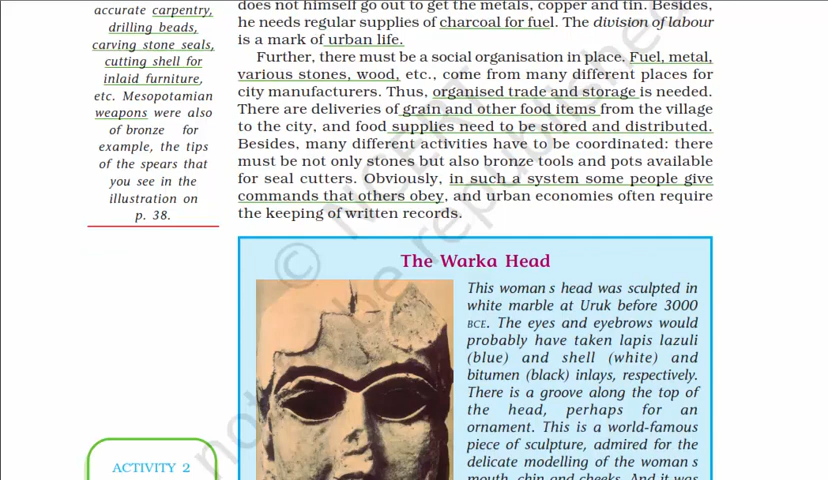 accurate carpentry,
drilling beads,
carving stone seals,
cutting shell for
inlaid furniture,
etc. Mesopotamian
weapons were also
of bronze for
example, the tips
of the spears that
you see in the
illustration on
p. 38.
does not himself go out to get the metals, copper and tin. Besides,
he needs regular supplies of charcoal for fuel. The division of labour
is a mark of urban life.
Further, there must be a social organisation in place. Fuel, metal,
various stones, wood, etc., come from many different places for
city manufacturers. Thus, organised trade and storage is needed.
There are deliveries of grain and other food items from the village
to the city, and food supplies need to be stored and distributed.
Besides, many different activities have to be coordinated: there
must be not only stones but also bronze tools and pots available
for seal cutters. Obviously, in such a system some people give
commands that others obey, and urban economies often require
the keeping of written records.
The Warka Head
This woman s head was sculpted in
white marble at Uruk before 3000
BCE. The eyes and eyebrows would
probably have taken lapis lazuli
(blue) and shell (white) and
bitumen (black) inlays, respectively.
There is a groove along the top of
the head, perhaps for an
ornament. This is a world-famous
piece of sculpture, admired for the
delicate modelling of the woman s
mouth, chin and cheeks. And it was
ACTIVITY 2
© NCERT
not be republished